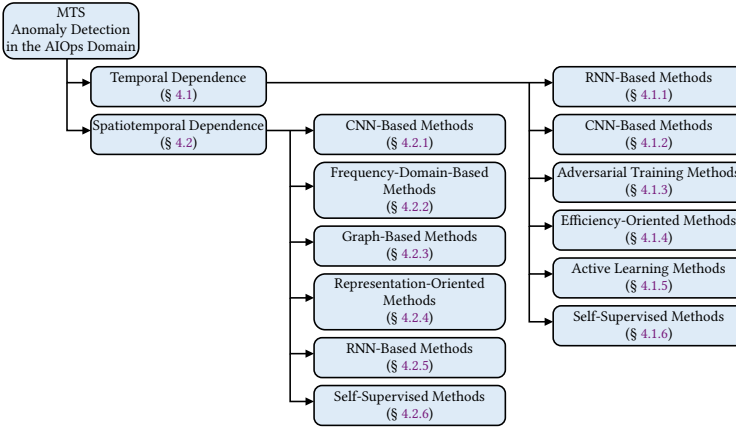 MTS
Anomaly Detection
in the AIOps Domain
Temporal Dependence
(§ 4.1)
RNN-Based Methods
(§ 4.1.1)
Spatiotemporal Dependence
(§ 4.2)
CNN-Based Methods
(§ 4.2.1)
CNN-Based Methods
(§ 4.1.2)
Frequency-Domain-Based
Methods
(§ 4.2.2)
Adversarial Training Methods
(§ 4.1.3)
Graph-Based Methods
(§ 4.2.3)
Efficiency-Oriented Methods
(§ 4.1.4)
Representation-Oriented
Methods
(§ 4.2.4)
Active Learning Methods
(§ 4.1.5)
RNN-Based Methods
(§ 4.2.5)
Self-Supervised Methods
(§ 4.1.6)
Self-Supervised Methods
(§ 4.2.6)